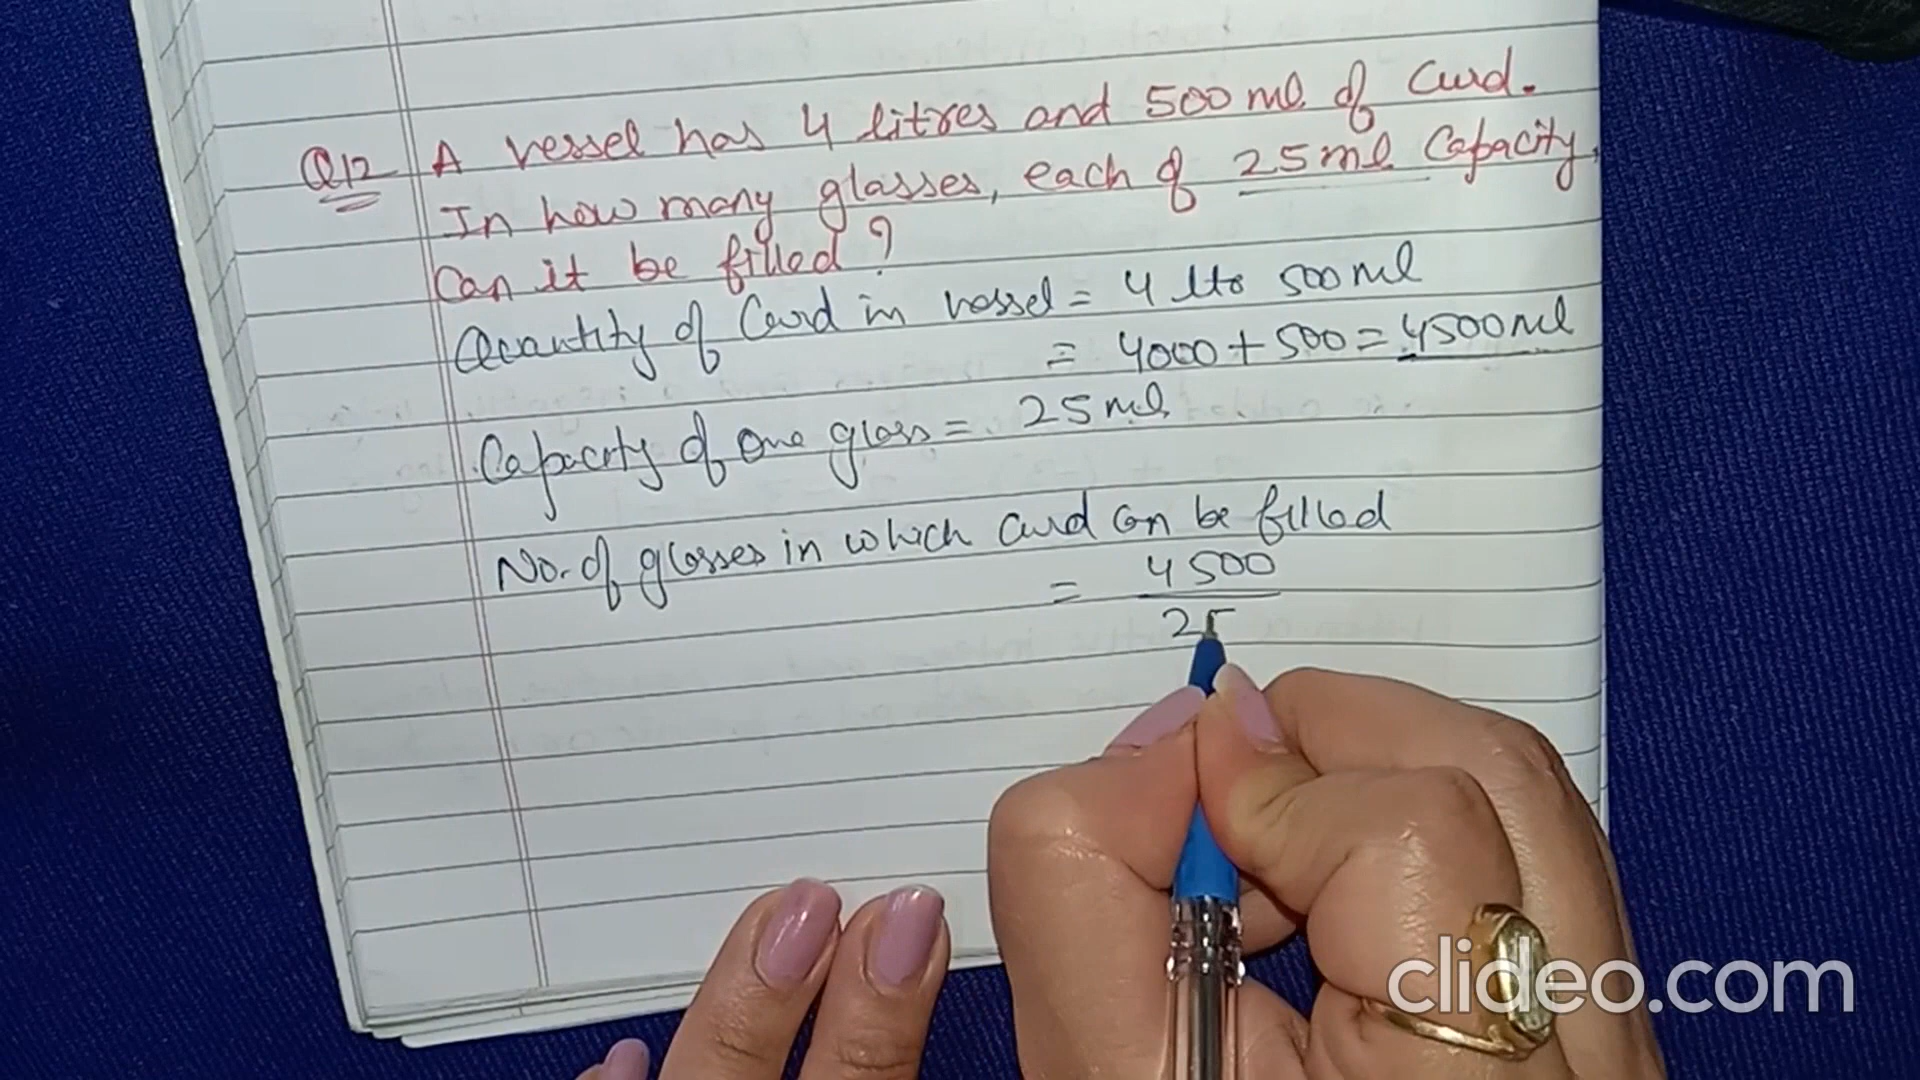 Q12 A vessel has 4 litres and 500 ml of Curd.
In how many glasses, each of 25 ml Capacity,
Can it be filled?
Quantity of Curd in vessel = 4 ltr 500 ml
= 4000 + 500 = 4500 ml
Capacity of one glass = 25 ml
No. of glasses in which Curd can be filled
= 4500
25
clideo.com